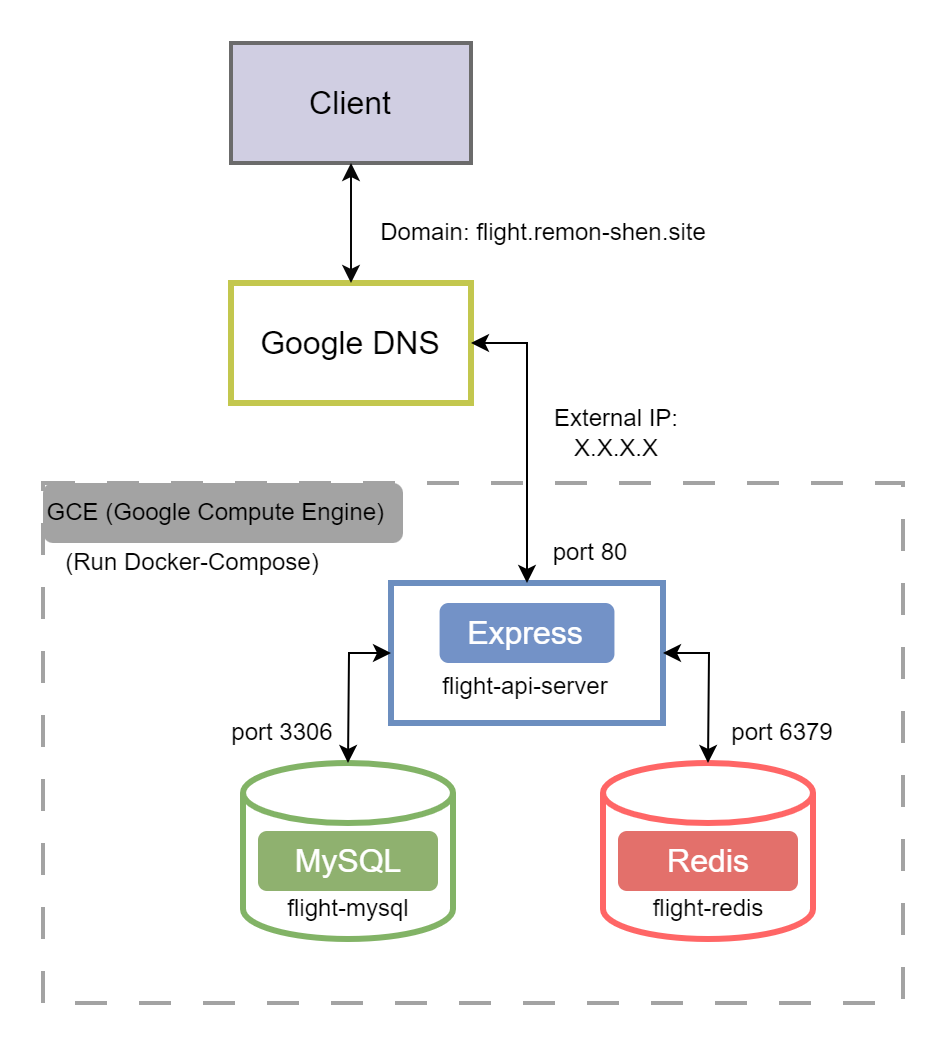 Client
Domain: flight.remon-shen.site
Google DNS
External IP:
X.X.X.X
GCE (Google Compute Engine)
(Run Docker-Compose)
port 80
Express
flight-api-server
port 3306
port 6379
MySQL
flight-mysql
Redis
flight-redis